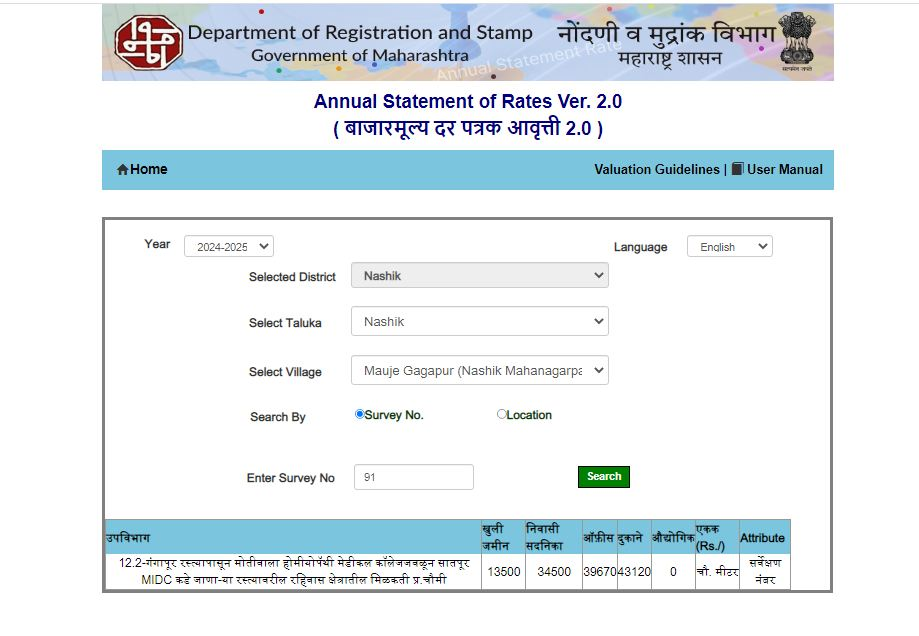 Department of Registration and Stamp
Government of Maharashtra
नोंदणी व मुद्रांक विभाग
महाराष्ट्र शासन
Annual Statement Rate
Annual Statement of Rates Ver. 2.0
( बाजारमूल्य दर पत्रक आवृत्ती 2.0 )
Home
Valuation Guidelines | User Manual
Year 2024-2025
Language English
Selected District Nashik
Select Taluka Nashik
Select Village Mauje Gagapur (Nashik Mahanagarpa
Search By Survey No. Location
Enter Survey No 91 Search
उपविभाग खुली जमीन निवासी सदनिका ऑफ़ीस दुकाने औद्योगिक एकक (Rs./) Attribute
12.2-गंगापूर रस्त्यापासून मोतीवाला होमीयोपॅथी मेडीकल कॉलेजजवळून सातपूर
MIDC कडे जाणा-या रस्त्यावरील रहिवास क्षेत्रातील मिळकती प्र.चौमी
13500 34500 39670 43120 0 चौ. मीटर सर्वेक्षण नंबर